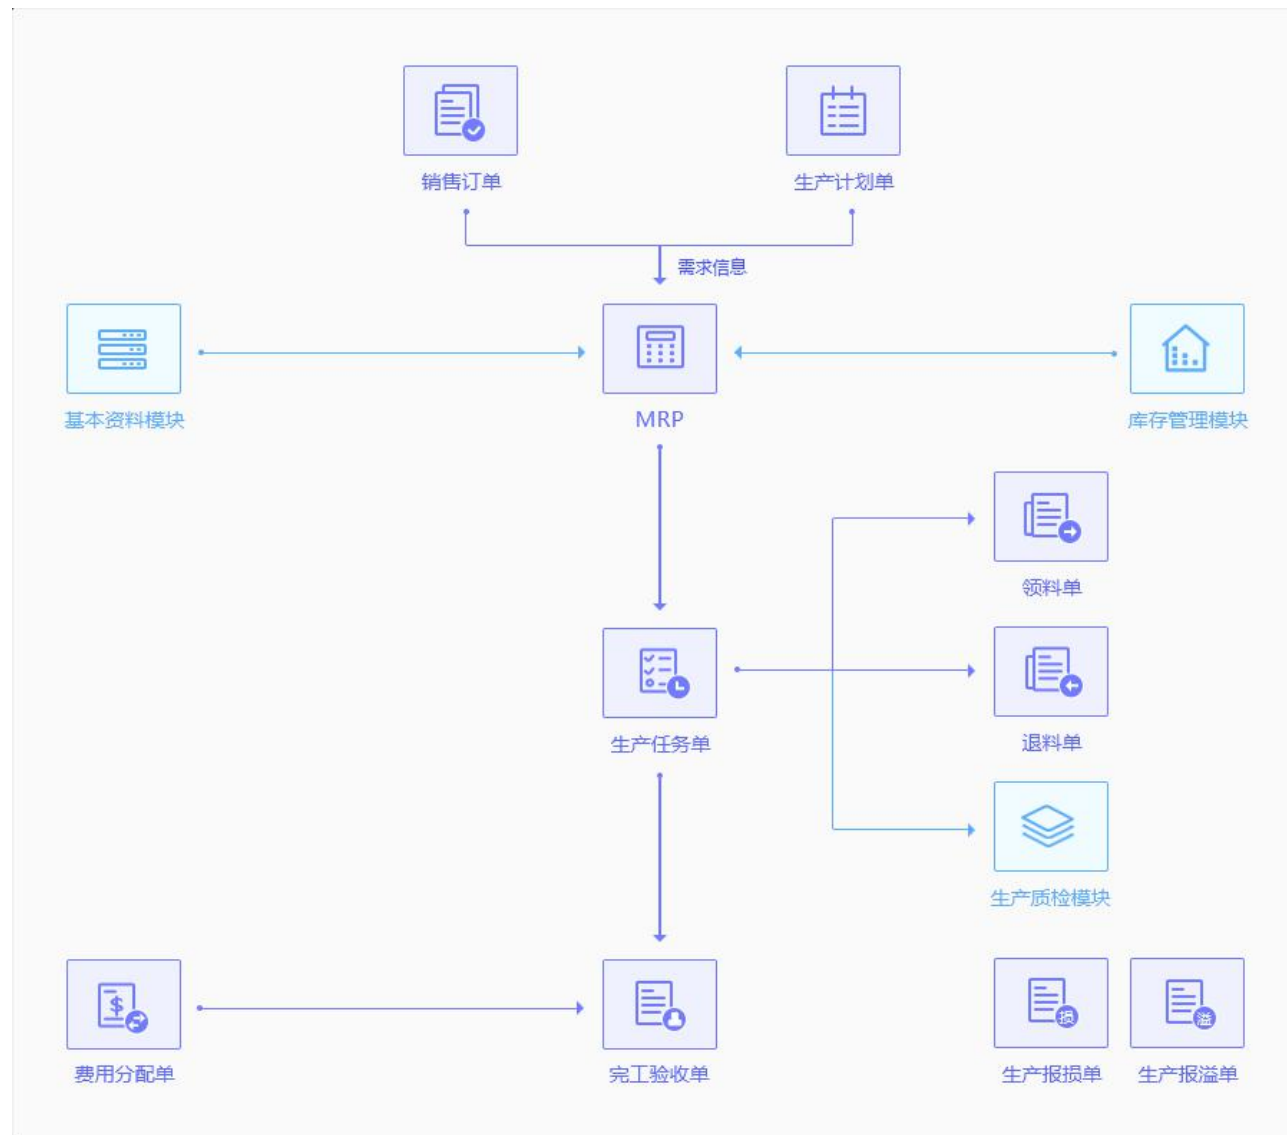 销售订单
生产计划单
需求信息
基本资料模块
MRP
库存管理模块
领料单
生产任务单
退料单
生产质检模块
$
损
溢
费用分配单
完工验收单
生产报损单
生产报溢单